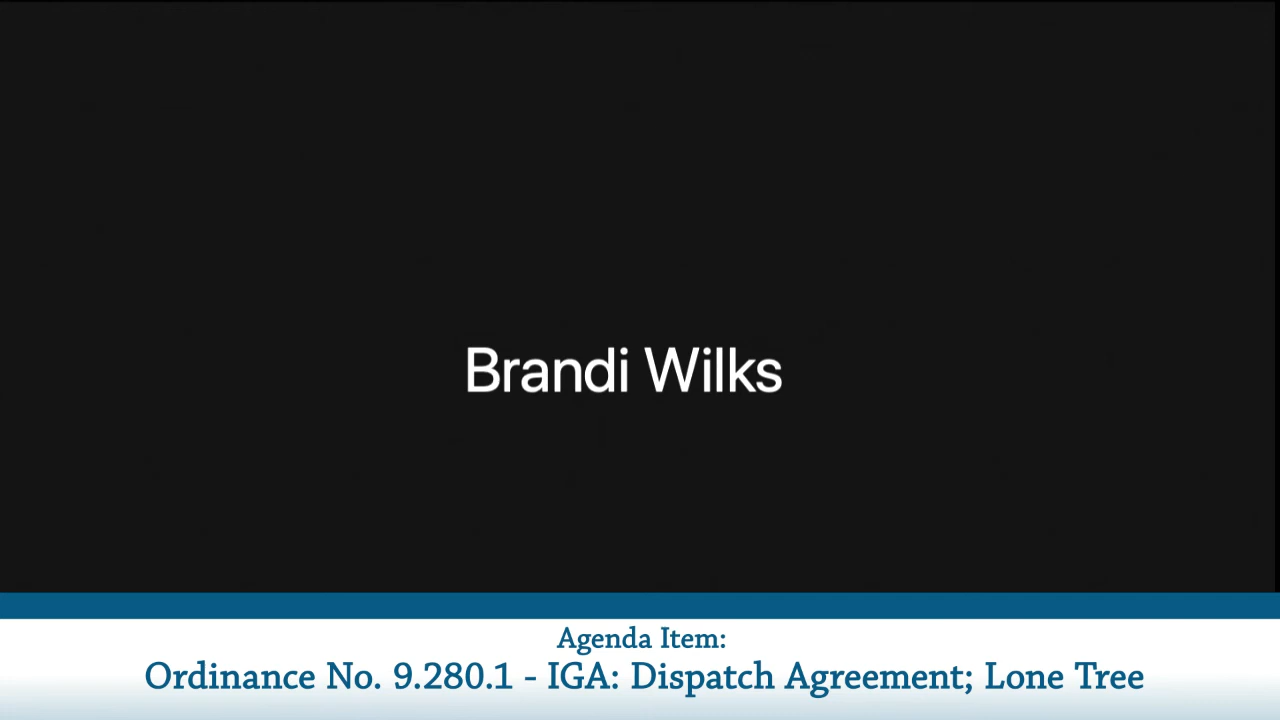 Brandi Wilks
Agenda Item:
Ordinance No. 9.280.1 - IGA: Dispatch Agreement; Lone Tree